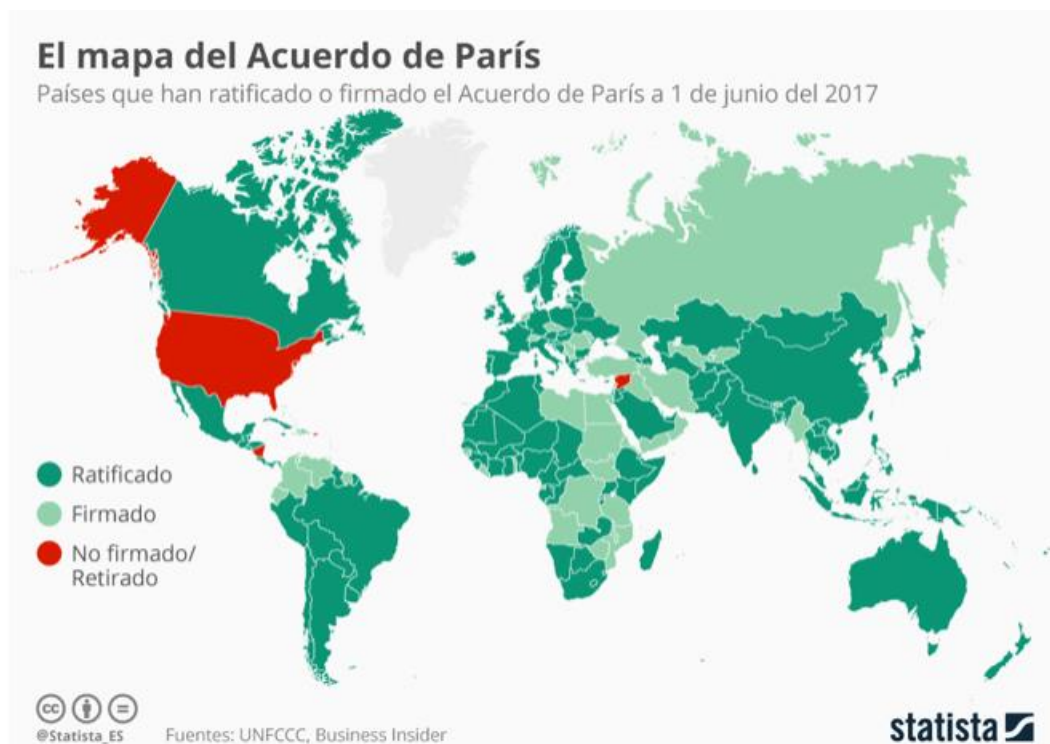 El mapa del Acuerdo de París
Países que han ratificado o firmado el Acuerdo de París a 1 de junio del 2017
Ratificado
Firmado
No firmado/
Retirado
cc
@Statista_ES
Fuentes: UNFCCC, Business Insider
statista